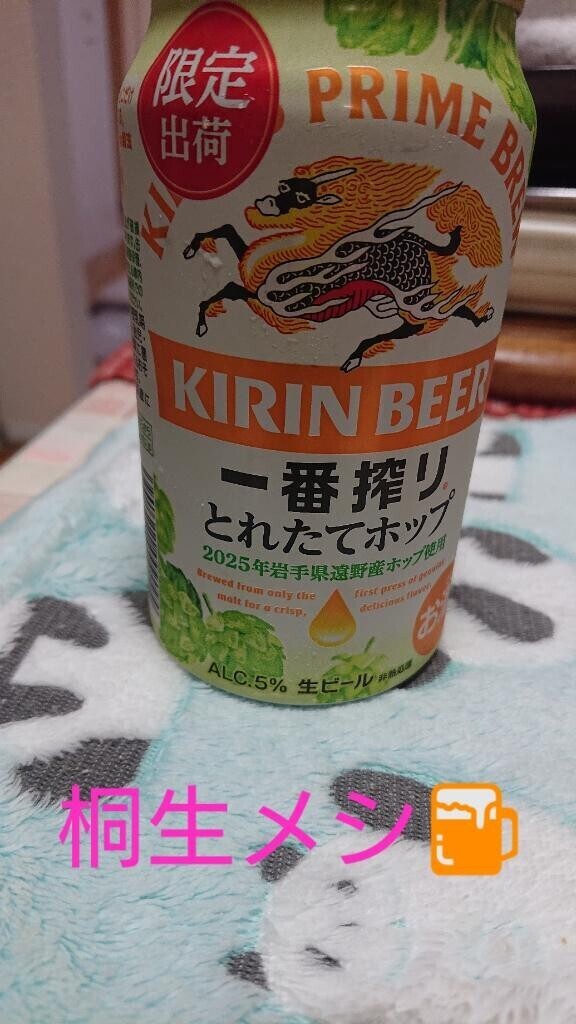 限定
出荷
PRIME BRE
KIRIN BEER
一番搾り
とれたてホップ
2025年岩手県遠野産ホップ使用
Brewed from only the
malt for a crisp,
first press of genuine
delicious flavor.
お
ALC.5% 生ビール 非熱処理
桐生メシ🍺